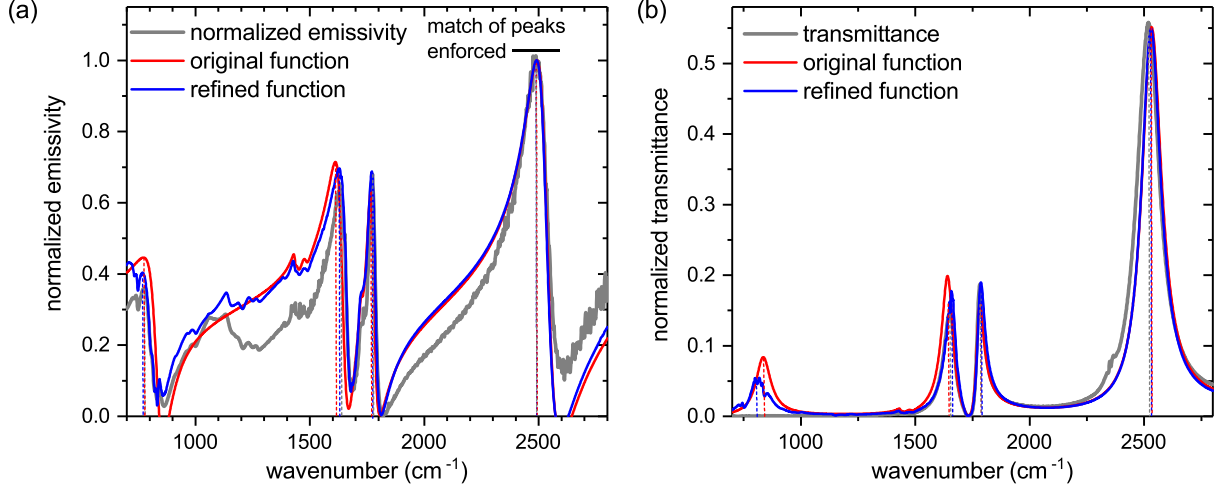 (a)
normalized emissivity
original function
refined function
match of peaks
enforced
1.0
0.8
0.6
0.4
0.2
0.0
normalized emissivity
1000
1500
2000
2500
wavenumber (cm⁻¹)
(b)
transmittance
original function
refined function
0.5
0.4
0.3
0.2
0.1
0.0
normalized transmittance
1000
1500
2000
2500
wavenumber (cm⁻¹)